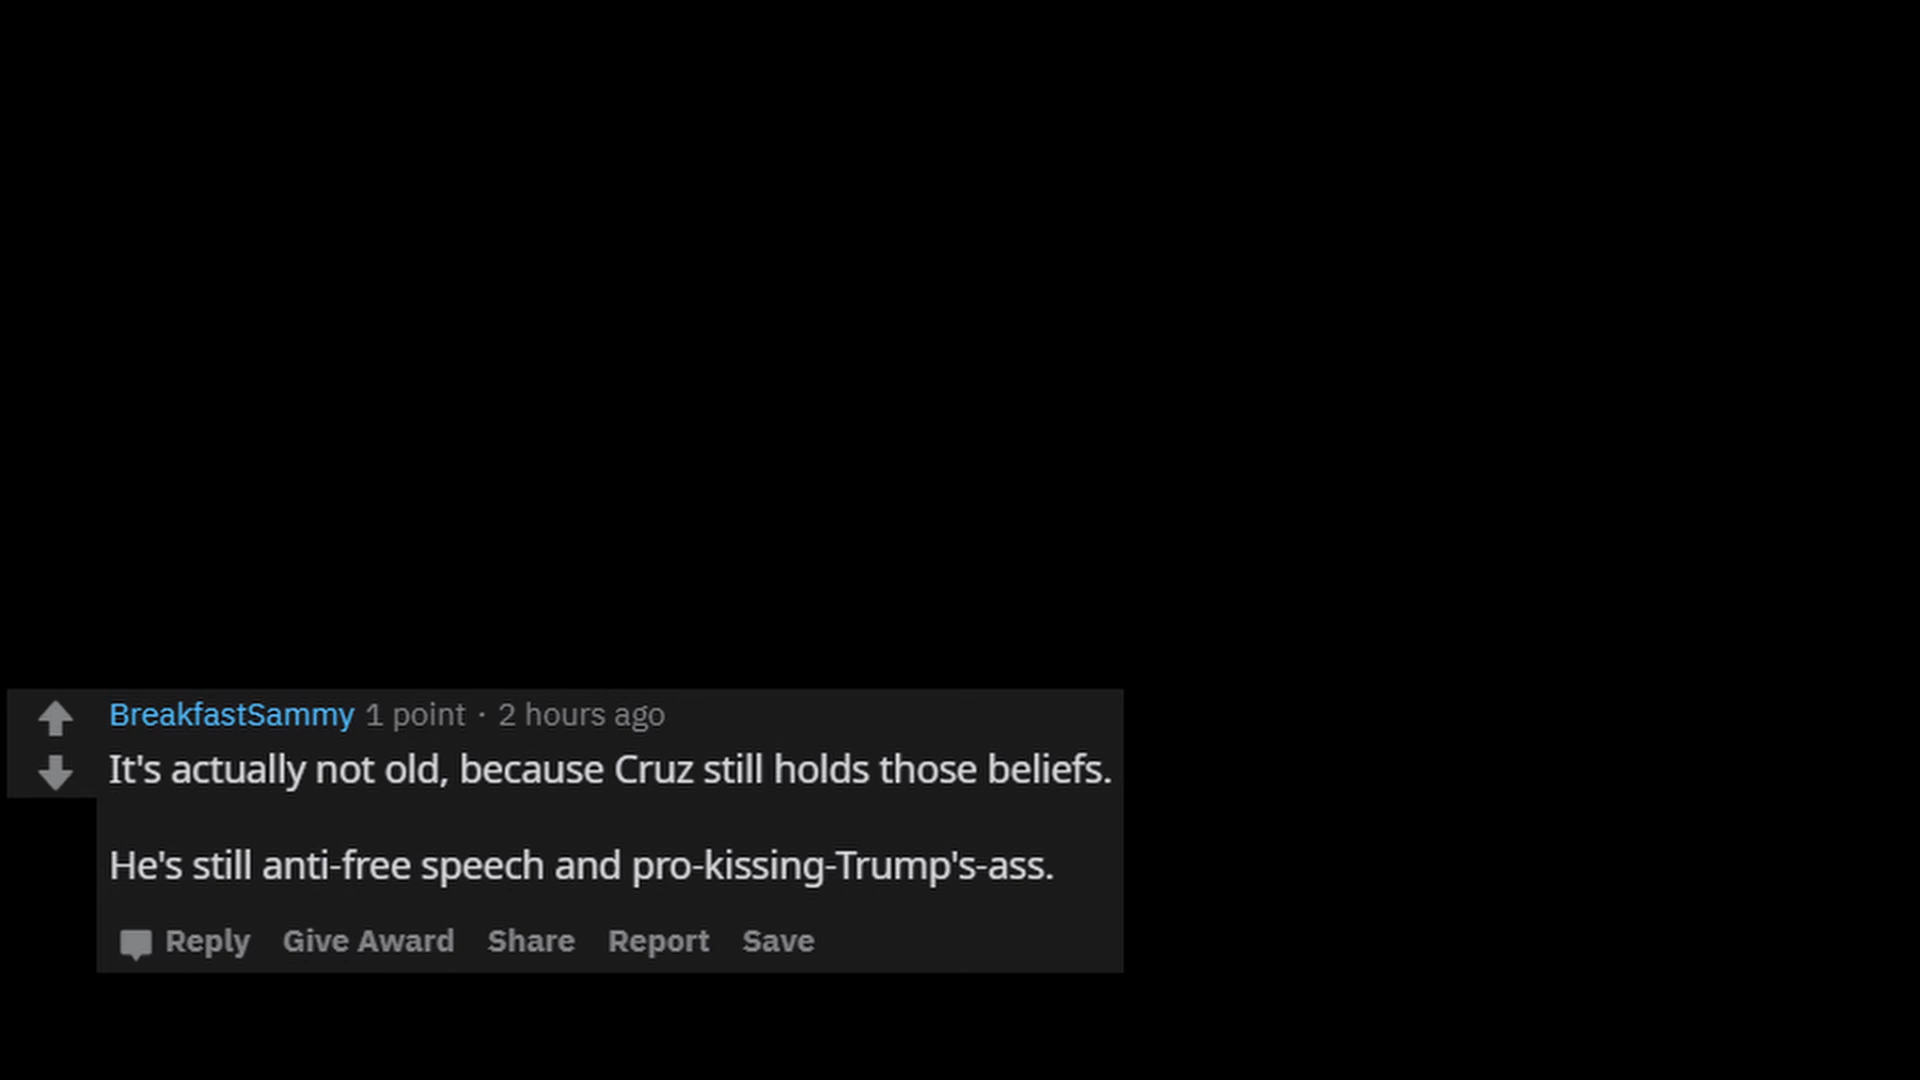 BreakfastSammy 1 point · 2 hours ago
It's actually not old, because Cruz still holds those beliefs.
He's still anti-free speech and pro-kissing-Trump's-ass.
Reply Give Award Share Report Save